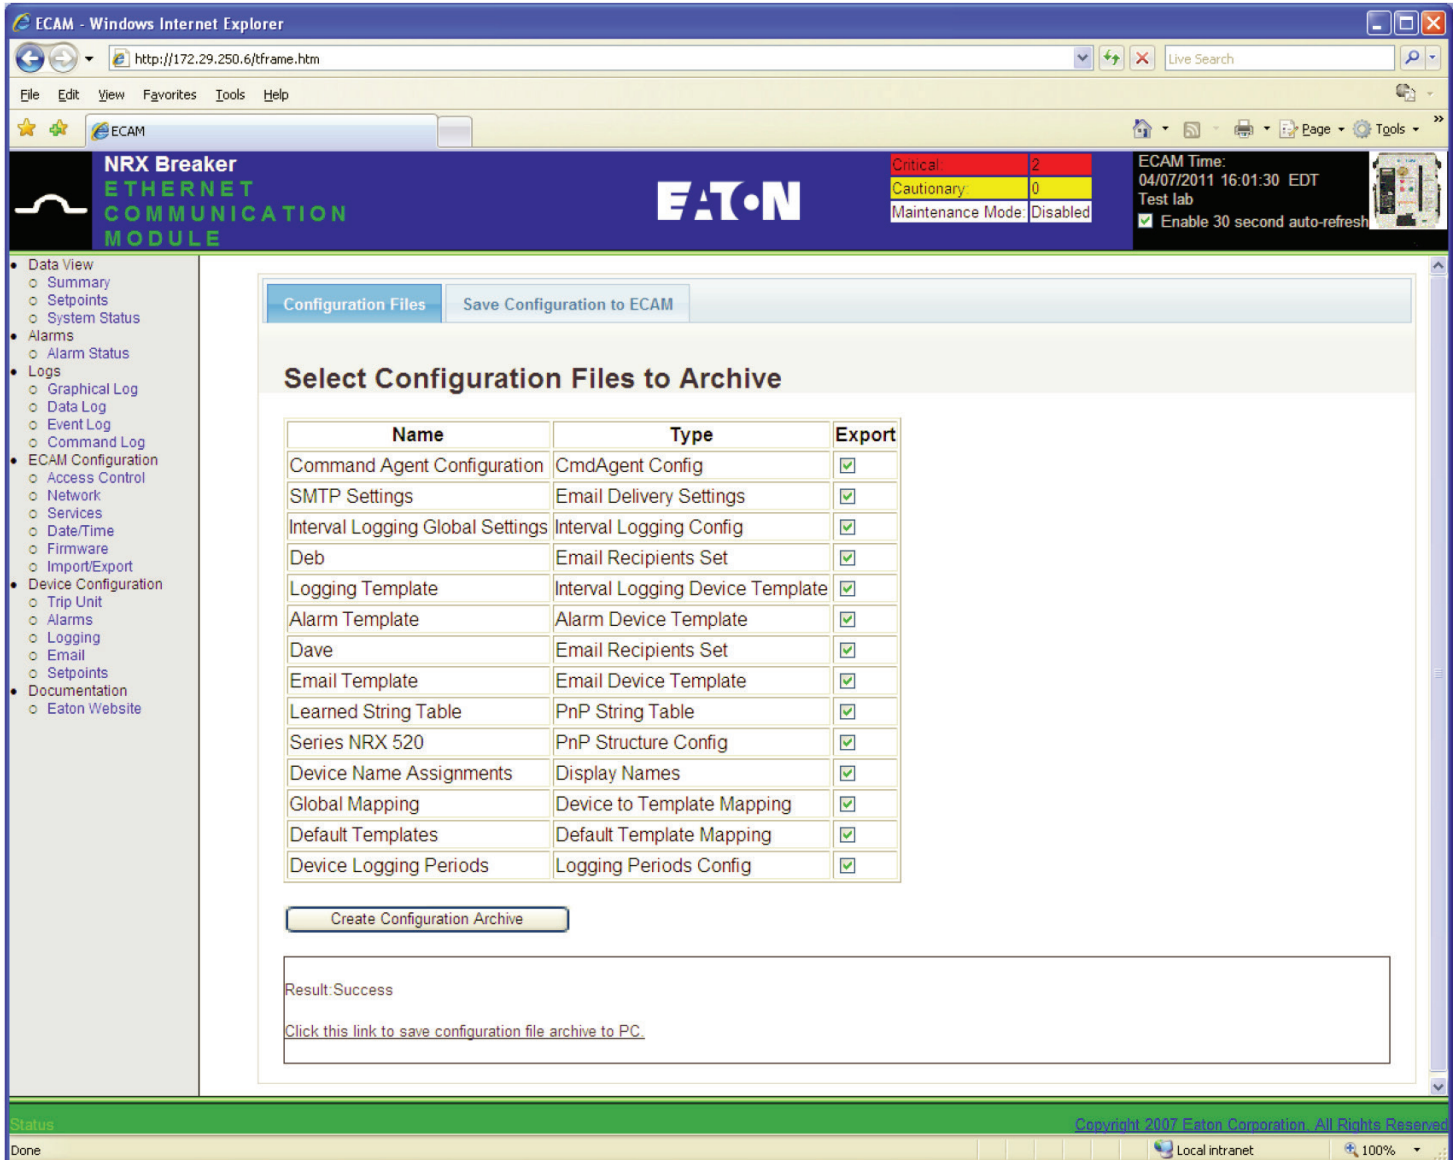 ECAM - Windows Internet Explorer
http://172.29.250.6/tframe.htm
Live Search
File Edit View Favorites Tools Help
ECAM
Page Tools
NRX Breaker
ETHERNET
COMMUNICATION
MODULE
EATON
Critical: 2
Cautionary: 0
Maintenance Mode: Disabled
ECAM Time:
04/07/2011 16:01:30 EDT
Test lab
Enable 30 second auto-refresh
Data View
Summary
Setpoints
System Status
Alarms
Alarm Status
Logs
Graphical Log
Data Log
Event Log
Command Log
ECAM Configuration
Access Control
Network
Services
Date/Time
Firmware
Import/Export
Device Configuration
Trip Unit
Alarms
Logging
Email
Setpoints
Documentation
Eaton Website
Configuration Files Save Configuration to ECAM
Select Configuration Files to Archive
Name Type Export
Command Agent Configuration CmdAgent Config
SMTP Settings Email Delivery Settings
Interval Logging Global Settings Interval Logging Config
Deb Email Recipients Set
Logging Template Interval Logging Device Template
Alarm Template Alarm Device Template
Dave Email Recipients Set
Email Template Email Device Template
Learned String Table PnP String Table
Series NRX 520 PnP Structure Config
Device Name Assignments Display Names
Global Mapping Device to Template Mapping
Default Templates Default Template Mapping
Device Logging Periods Logging Periods Config
Create Configuration Archive
Result:Success
Click this link to save configuration file archive to PC.
Status
Copyright 2007 Eaton Corporation. All Rights Reserved
Done
Local intranet
100%